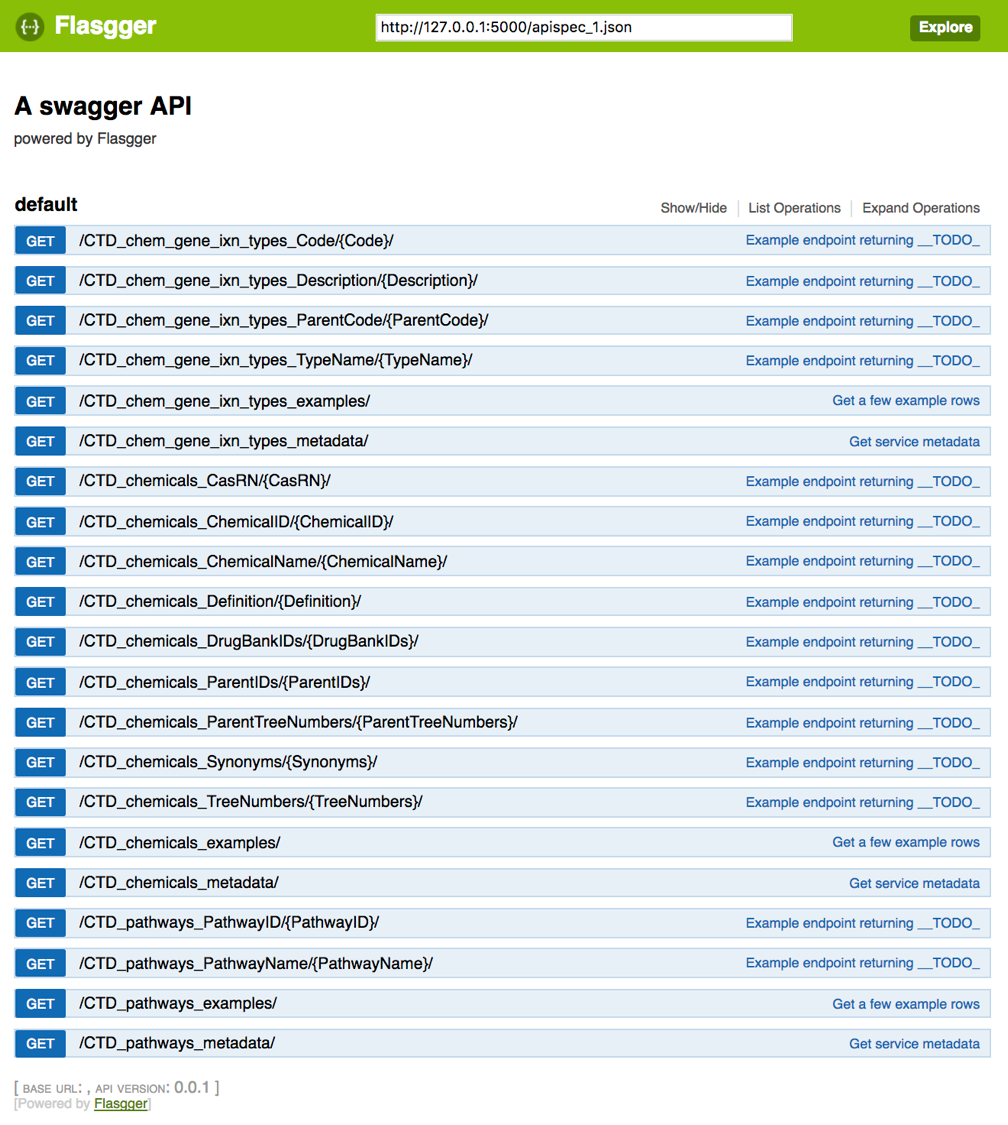 {···} Flasgger http://127.0.0.1:5000/apispec_1.json Explore
A swagger API
powered by Flasgger
default Show/Hide List Operations Expand Operations
GET /CTD_chem_gene_ixn_types_Code/{Code}/ Example endpoint returning __TODO_
GET /CTD_chem_gene_ixn_types_Description/{Description}/ Example endpoint returning __TODO_
GET /CTD_chem_gene_ixn_types_ParentCode/{ParentCode}/ Example endpoint returning __TODO_
GET /CTD_chem_gene_ixn_types_TypeName/{TypeName}/ Example endpoint returning __TODO_
GET /CTD_chem_gene_ixn_types_examples/ Get a few example rows
GET /CTD_chem_gene_ixn_types_metadata/ Get service metadata
GET /CTD_chemicals_CasRN/{CasRN}/ Example endpoint returning __TODO_
GET /CTD_chemicals_ChemicalID/{ChemicalID}/ Example endpoint returning __TODO_
GET /CTD_chemicals_ChemicalName/{ChemicalName}/ Example endpoint returning __TODO_
GET /CTD_chemicals_Definition/{Definition}/ Example endpoint returning __TODO_
GET /CTD_chemicals_DrugBankIDs/{DrugBankIDs}/ Example endpoint returning __TODO_
GET /CTD_chemicals_ParentIDs/{ParentIDs}/ Example endpoint returning __TODO_
GET /CTD_chemicals_ParentTreeNumbers/{ParentTreeNumbers}/ Example endpoint returning __TODO_
GET /CTD_chemicals_Synonyms/{Synonyms}/ Example endpoint returning __TODO_
GET /CTD_chemicals_TreeNumbers/{TreeNumbers}/ Example endpoint returning __TODO_
GET /CTD_chemicals_examples/ Get a few example rows
GET /CTD_chemicals_metadata/ Get service metadata
GET /CTD_pathways_PathwayID/{PathwayID}/ Example endpoint returning __TODO_
GET /CTD_pathways_PathwayName/{PathwayName}/ Example endpoint returning __TODO_
GET /CTD_pathways_examples/ Get a few example rows
GET /CTD_pathways_metadata/ Get service metadata
[ BASE URL: , API VERSION: 0.0.1 ]
[Powered by Flasgger]